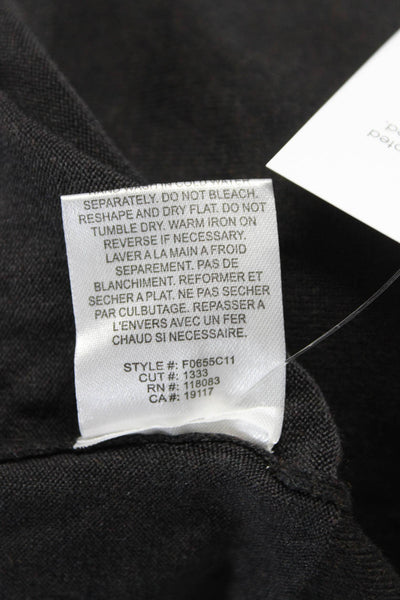 SEPARATELY. DO NOT BLEACH.
RESHAPE AND DRY FLAT. DO NOT
TUMBLE DRY. WARM IRON ON
REVERSE IF NECESSARY.
LAVER A LA MAIN A FROID
SEPAREMENT. PAS DE
BLANCHIMENT. REFORMER ET
SECHER A PLAT. NE PAS SECHER
PAR CULBUTAGE. REPASSER A
L'ENVERS AVEC UN FER
CHAUD SI NECESSAIRE.
STYLE #: F0655C11
CUT #: 1333
RN #: 118083
CA #: 19117